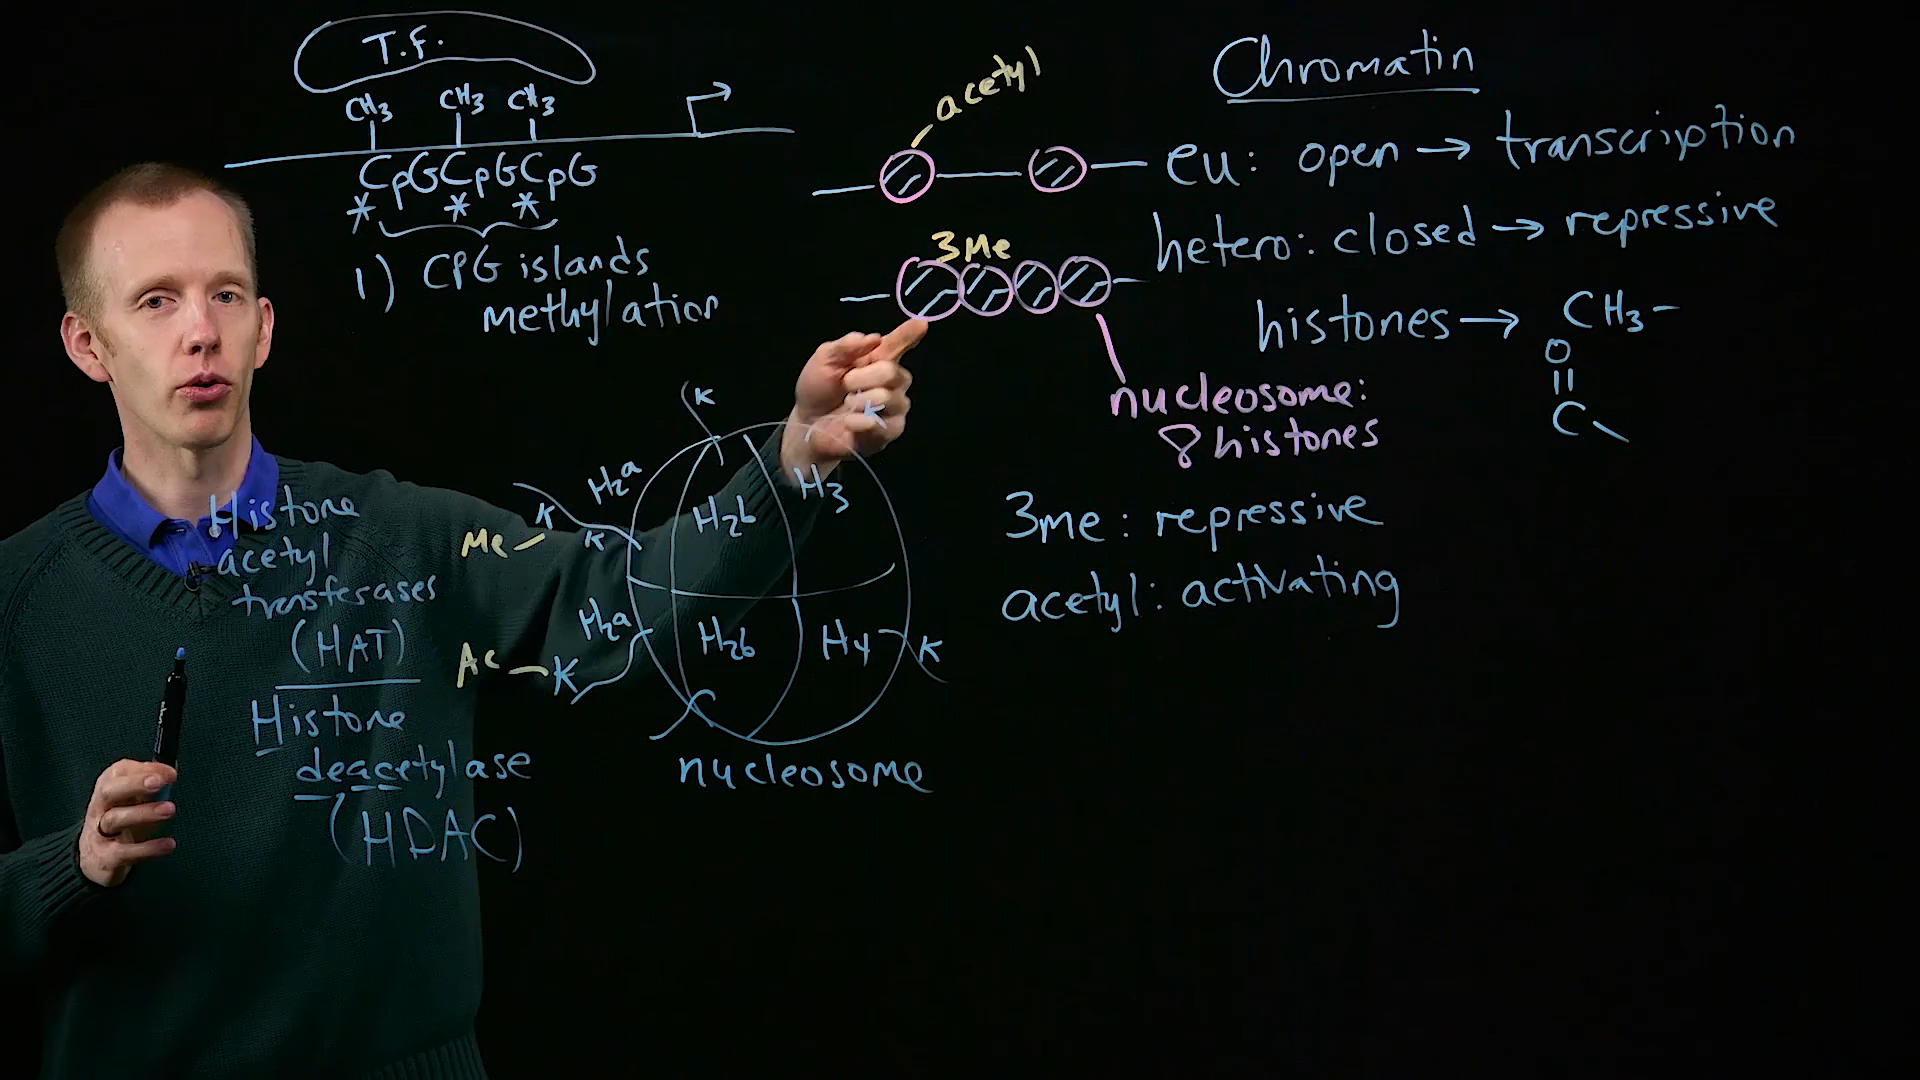 T.F.
CH3 CH3 CH3
CpGCpGCpG
* * *
1) CPG islands
methylation
acetyl
3Me
Chromatin
eu: open → transcription
hetero: closed → repressive
histones → CH3-
O
C
nucleosome:
8 histones
3me: repressive
acetyl: activating
K K
H2a H2b H3
K K
Me
H2a H2b H4 K
Ac K
nucleosome
Histone
acetyl
transferases
(HAT)
Histone
deacetylase
(HDAC)